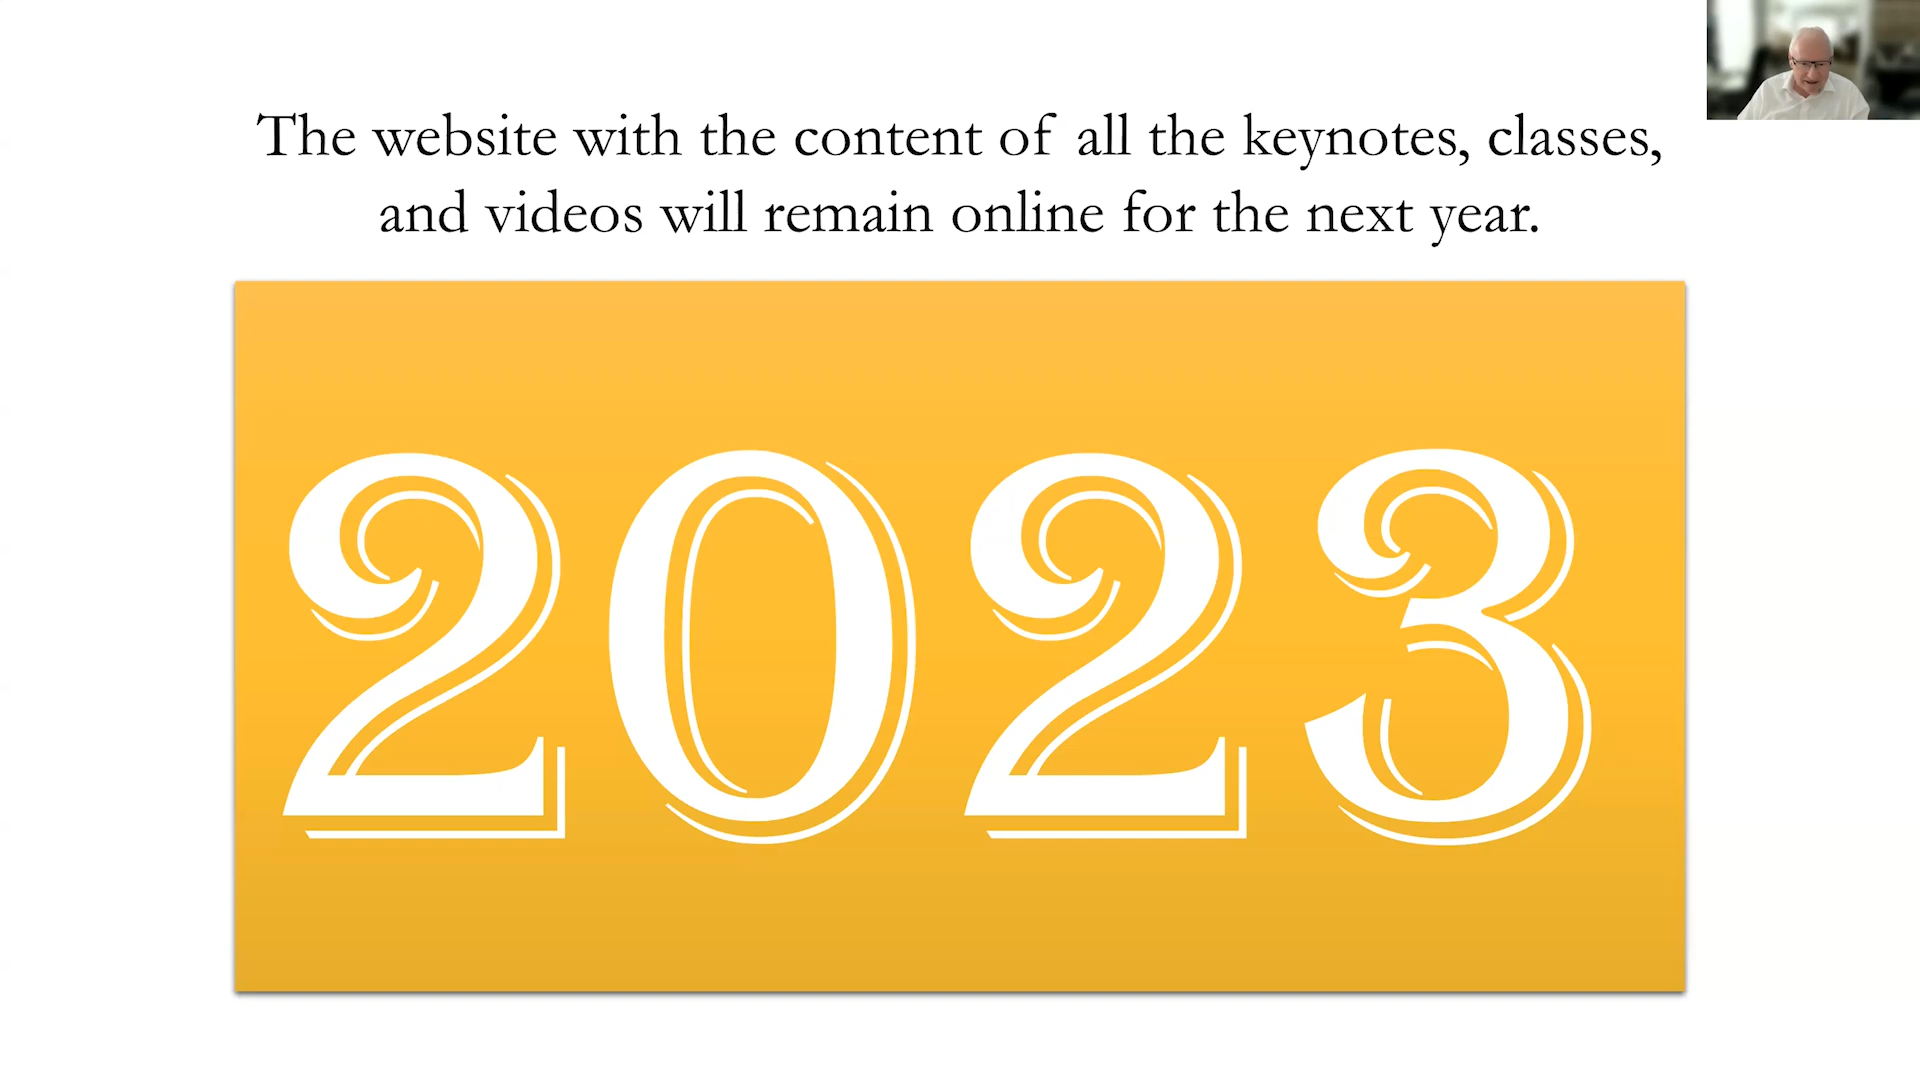 The website with the content of all the keynotes, classes,
and videos will remain online for the next year.
2023